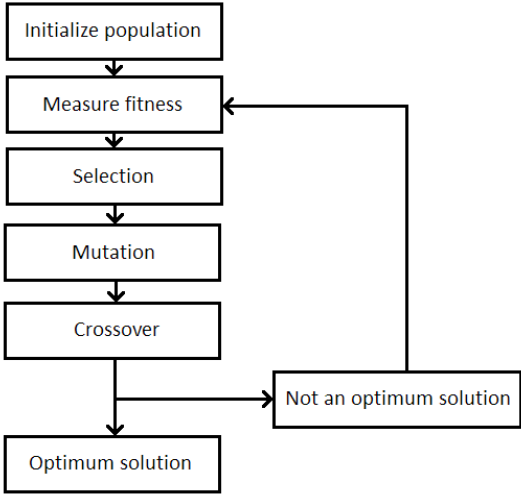 Initialize population
Measure fitness
Selection
Mutation
Crossover
Not an optimum solution
Optimum solution